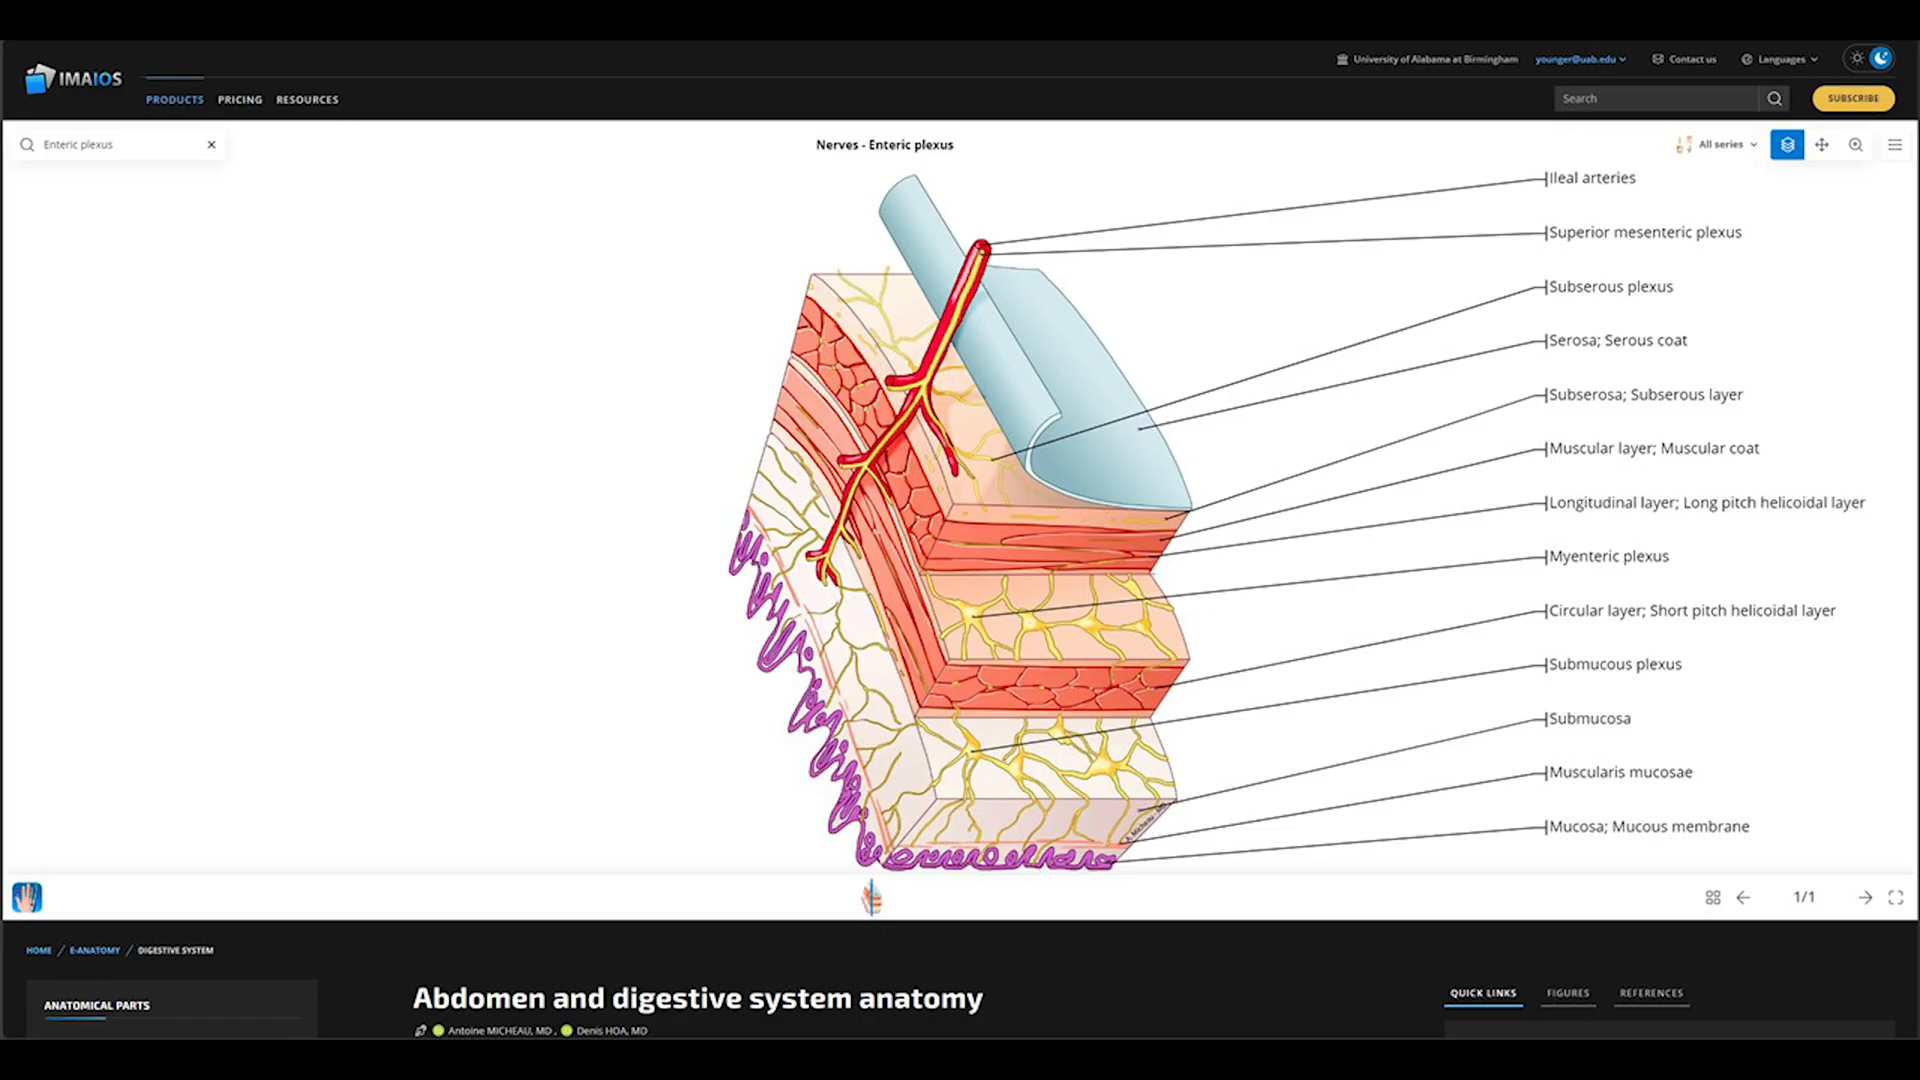 IMAIOS
University of Alabama at Birmingham
younger@uab.edu
Contact us
Languages
PRODUCTS
PRICING
RESOURCES
Search
SUBSCRIBE
Enteric plexus
Nerves - Enteric plexus
All series
Ileal arteries
Superior mesenteric plexus
Subserous plexus
Serosa; Serous coat
Subserosa; Subserous layer
Muscular layer; Muscular coat
Longitudinal layer; Long pitch helicoidal layer
Myenteric plexus
Circular layer; Short pitch helicoidal layer
Submucous plexus
Submucosa
Muscularis mucosae
Mucosa; Mucous membrane
A. Micheau - MD
1/1
HOME / E-ANATOMY / DIGESTIVE SYSTEM
ANATOMICAL PARTS
Abdomen and digestive system anatomy
Antoine MICHEAU, MD , Denis HOA, MD
QUICK LINKS
FIGURES
REFERENCES